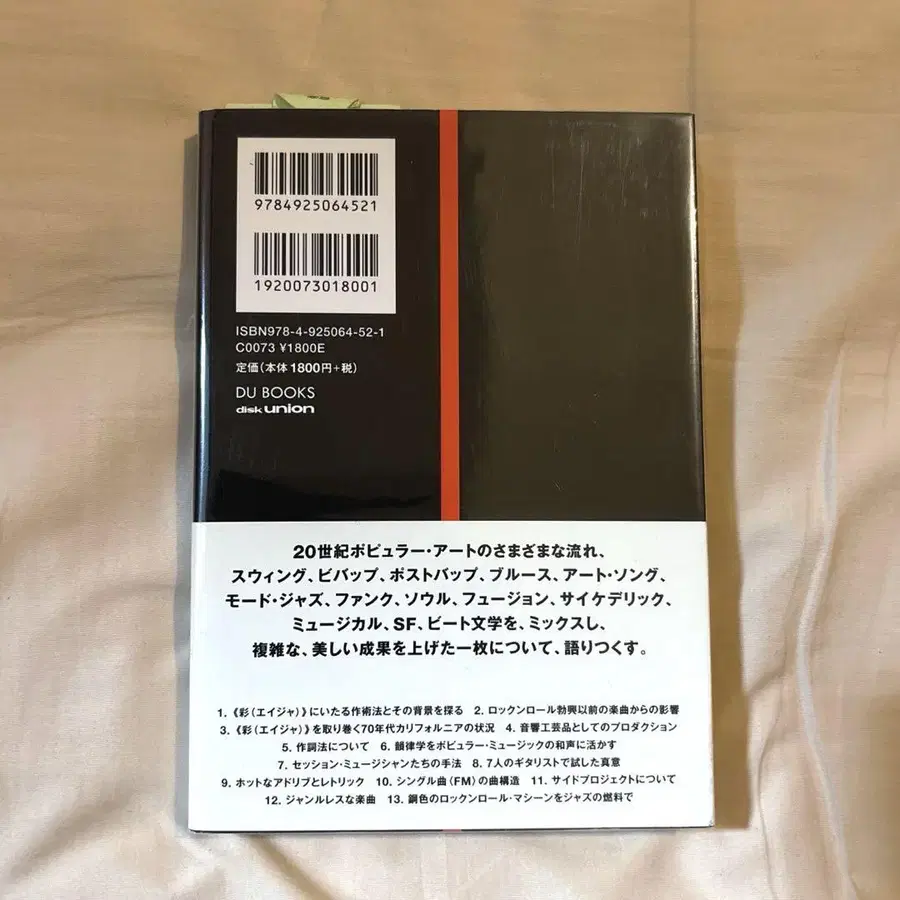 9784925064521
1920073018001
ISBN978-4-925064-52-1
C0073 ¥1800E
定価(本体1800円+税)
DU BOOKS
disk union
20世紀ポピュラー・アートのさまざまな流れ、
スウィング、ビバップ、ポストバップ、ブルース、アート・ソング、
モード・ジャズ、ファンク、ソウル、フュージョン、サイケデリック、
ミュージカル、SF、ビート文学を、ミックスし、
複雑な、美しい成果を上げた一枚について、語りつくす。
1. 《彩(エイジャ)》にいたる作術法とその背景を探る 2. ロックンロール勃興以前の楽曲からの影響
3. 《彩(エイジャ)》を取り巻く70年代カリフォルニアの状況 4. 音響工芸品としてのプロダクション
5. 作詞法について 6. 韻律学をポピュラー・ミュージックの和声に活かす
7. セッション・ミュージシャンたちの手法 8. 7人のギタリストで試した真意
9. ホットなアドリブとレトリック 10. シングル曲(FM)の曲構造 11. サイドプロジェクトについて
12. ジャンルレスな楽曲 13. 鋼色のロックンロール・マシーンをジャズの燃料で